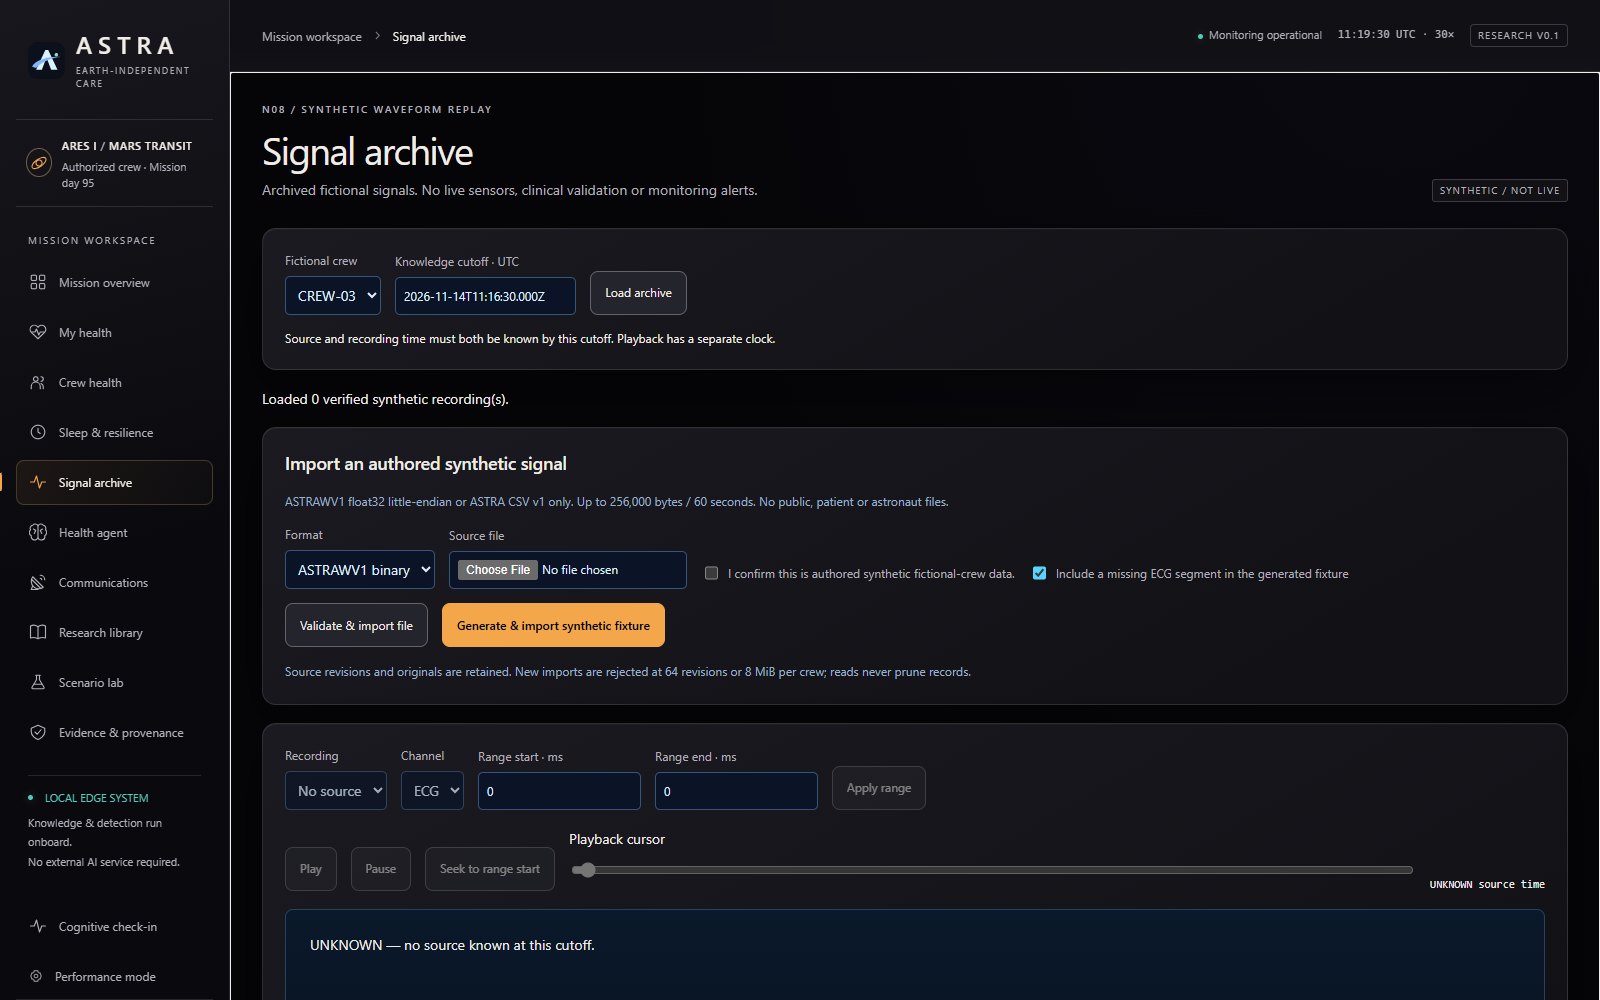 ASTRA
EARTH-INDEPENDENT
CARE
ARES I / MARS TRANSIT
Authorized crew · Mission
day 95
MISSION WORKSPACE
Mission overview
My health
Crew health
Sleep & resilience
Signal archive
Health agent
Communications
Research library
Scenario lab
Evidence & provenance
LOCAL EDGE SYSTEM
Knowledge & detection run
onboard.
No external AI service required.
Cognitive check-in
Performance mode
Mission workspace > Signal archive
Monitoring operational 11:19:30 UTC · 30× RESEARCH V0.1
N08 / SYNTHETIC WAVEFORM REPLAY
Signal archive
Archived fictional signals. No live sensors, clinical validation or monitoring alerts.
SYNTHETIC / NOT LIVE
Fictional crew Knowledge cutoff · UTC
CREW-03 2026-11-14T11:16:30.000Z Load archive
Source and recording time must both be known by this cutoff. Playback has a separate clock.
Loaded 0 verified synthetic recording(s).
Import an authored synthetic signal
ASTRAWV1 float32 little-endian or ASTRA CSV v1 only. Up to 256,000 bytes / 60 seconds. No public, patient or astronaut files.
Format Source file
ASTRAWV1 binary Choose File No file chosen I confirm this is authored synthetic fictional-crew data. Include a missing ECG segment in the generated fixture
Validate & import file Generate & import synthetic fixture
Source revisions and originals are retained. New imports are rejected at 64 revisions or 8 MiB per crew; reads never prune records.
Recording Channel Range start · ms Range end · ms
No source ECG 0 0 Apply range
Playback cursor
Play Pause Seek to range start
UNKNOWN source time
UNKNOWN — no source known at this cutoff.